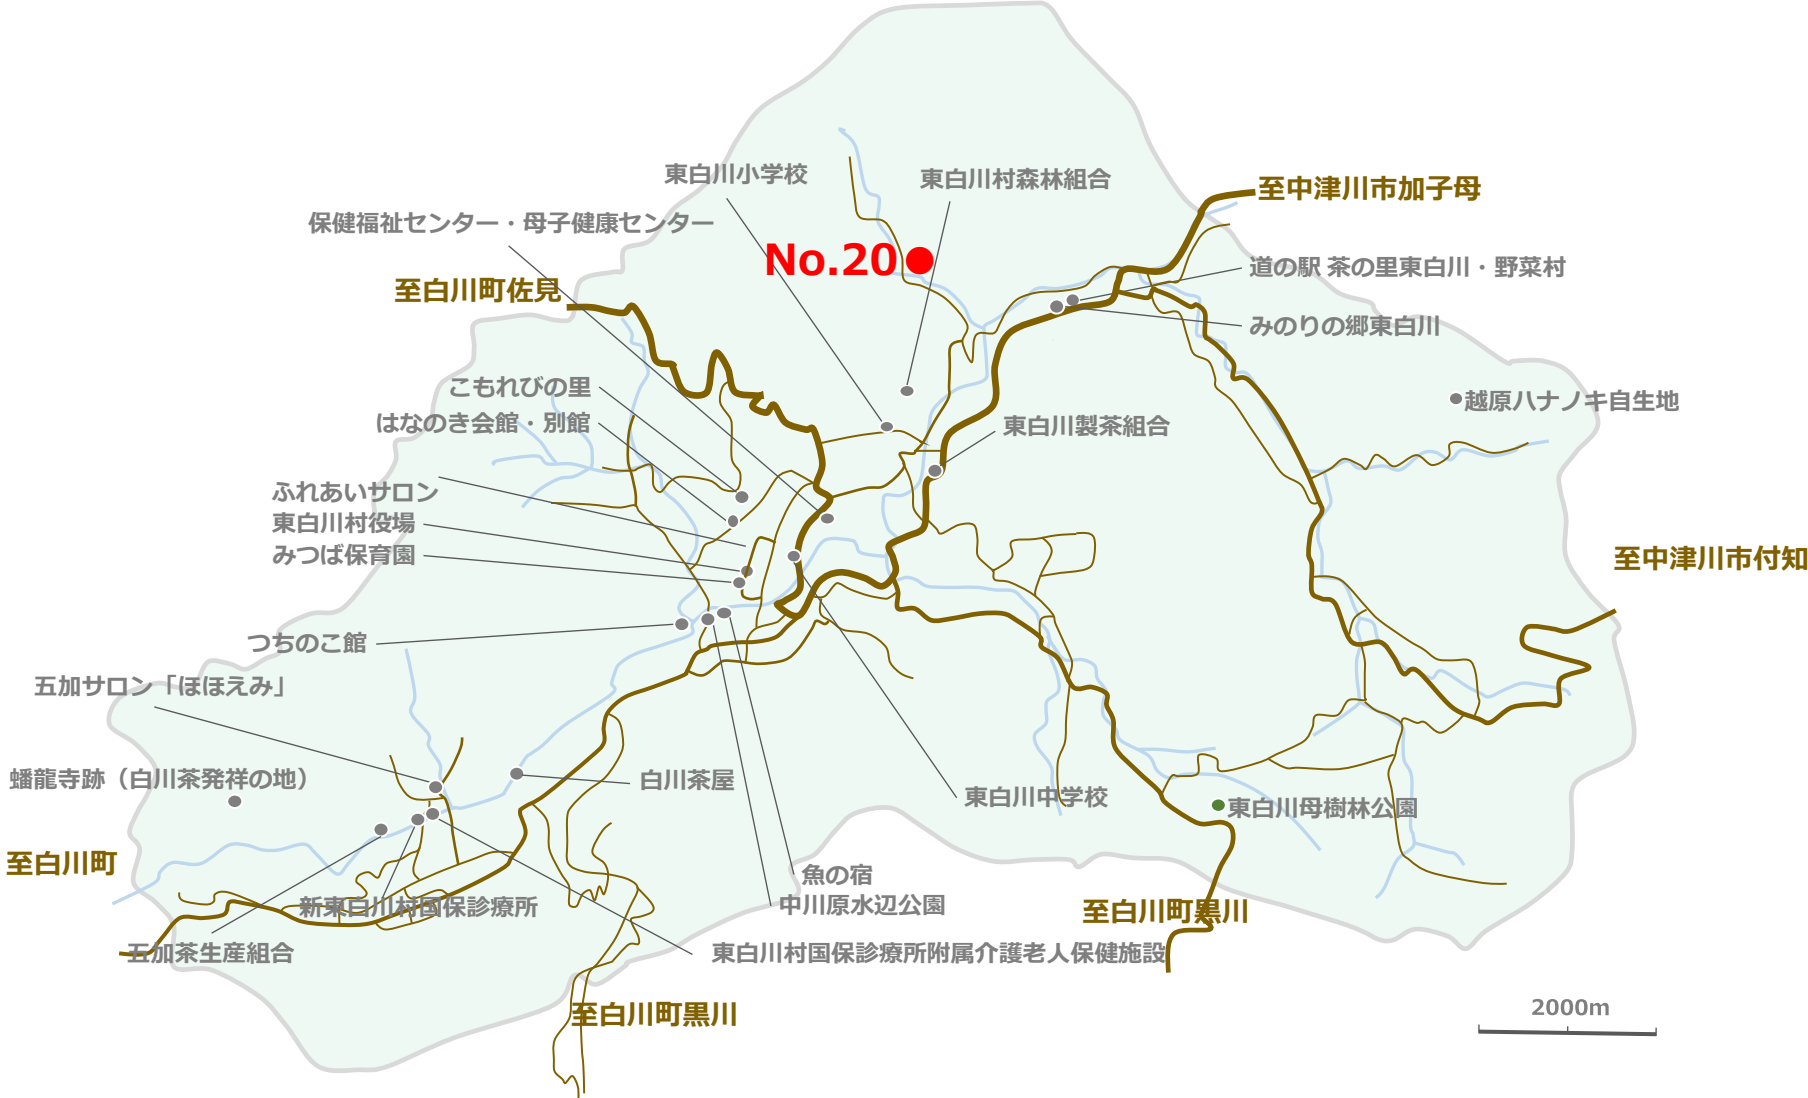 東白川小学校
東白川村森林組合
至中津川市加子母
保健福祉センター・母子健康センター
No.20
道の駅 茶の里東白川・野菜村
至白川町佐見
みのりの郷東白川
こもれびの里
越原ハナノキ自生地
はなのき会館・別館
東白川製茶組合
ふれあいサロン
東白川村役場
みつば保育園
至中津川市付知
つちのこ館
五加サロン「ほほえみ」
蟠龍寺跡（白川茶発祥の地）
白川茶屋
東白川中学校
東白川母樹林公園
至白川町
魚の宿
新東白川村国保診療所
中川原水辺公園
至白川町黒川
五加茶生産組合
東白川村国保診療所附属介護老人保健施設
至白川町黒川
2000m